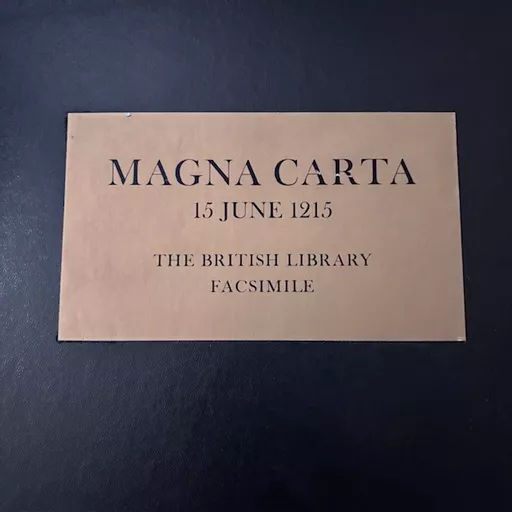 MAGNA CARTA
15 JUNE 1215
THE BRITISH LIBRARY
FACSIMILE